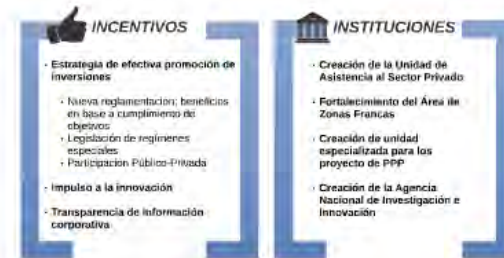 INCENTIVOS
- Estrategia de efectiva promoción de
inversiones
- Nueva reglamentación: beneficios
en base a cumplimiento de
objetivos
- Legislación de regímenes
especiales
- Participación Público-Privada
- Impulso a la innovación
- Transparencia de información
corporativa
INSTITUCIONES
- Creación de la Unidad de
Asistencia al Sector Privado
- Fortalecimiento del Área de
Zonas Francas
- Creación de unidad
especializada para los
proyecto de PPP
- Creación de la Agencia
Nacional de Investigación e
Innovación